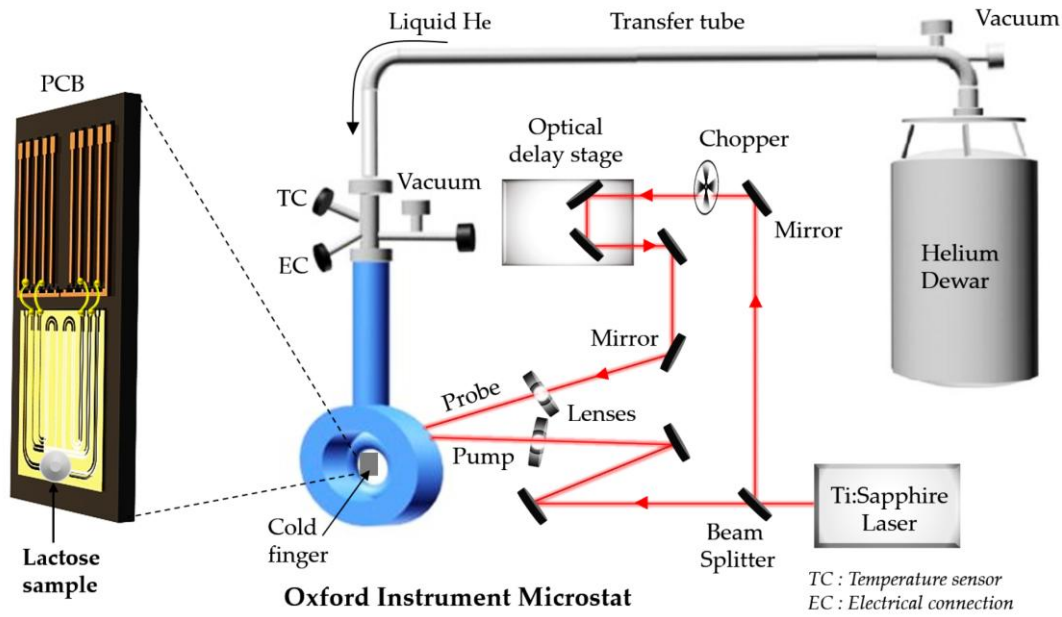 Liquid He
Transfer tube
Vacuum
PCB
Optical
delay stage
Chopper
TC
Vacuum
Mirror
EC
Helium
Dewar
Mirror
Probe
Lenses
Pump
Ti:Sapphire
Laser
Cold
finger
Beam
Splitter
Lactose
sample
Oxford Instrument Microstat
TC : Temperature sensor
EC : Electrical connection